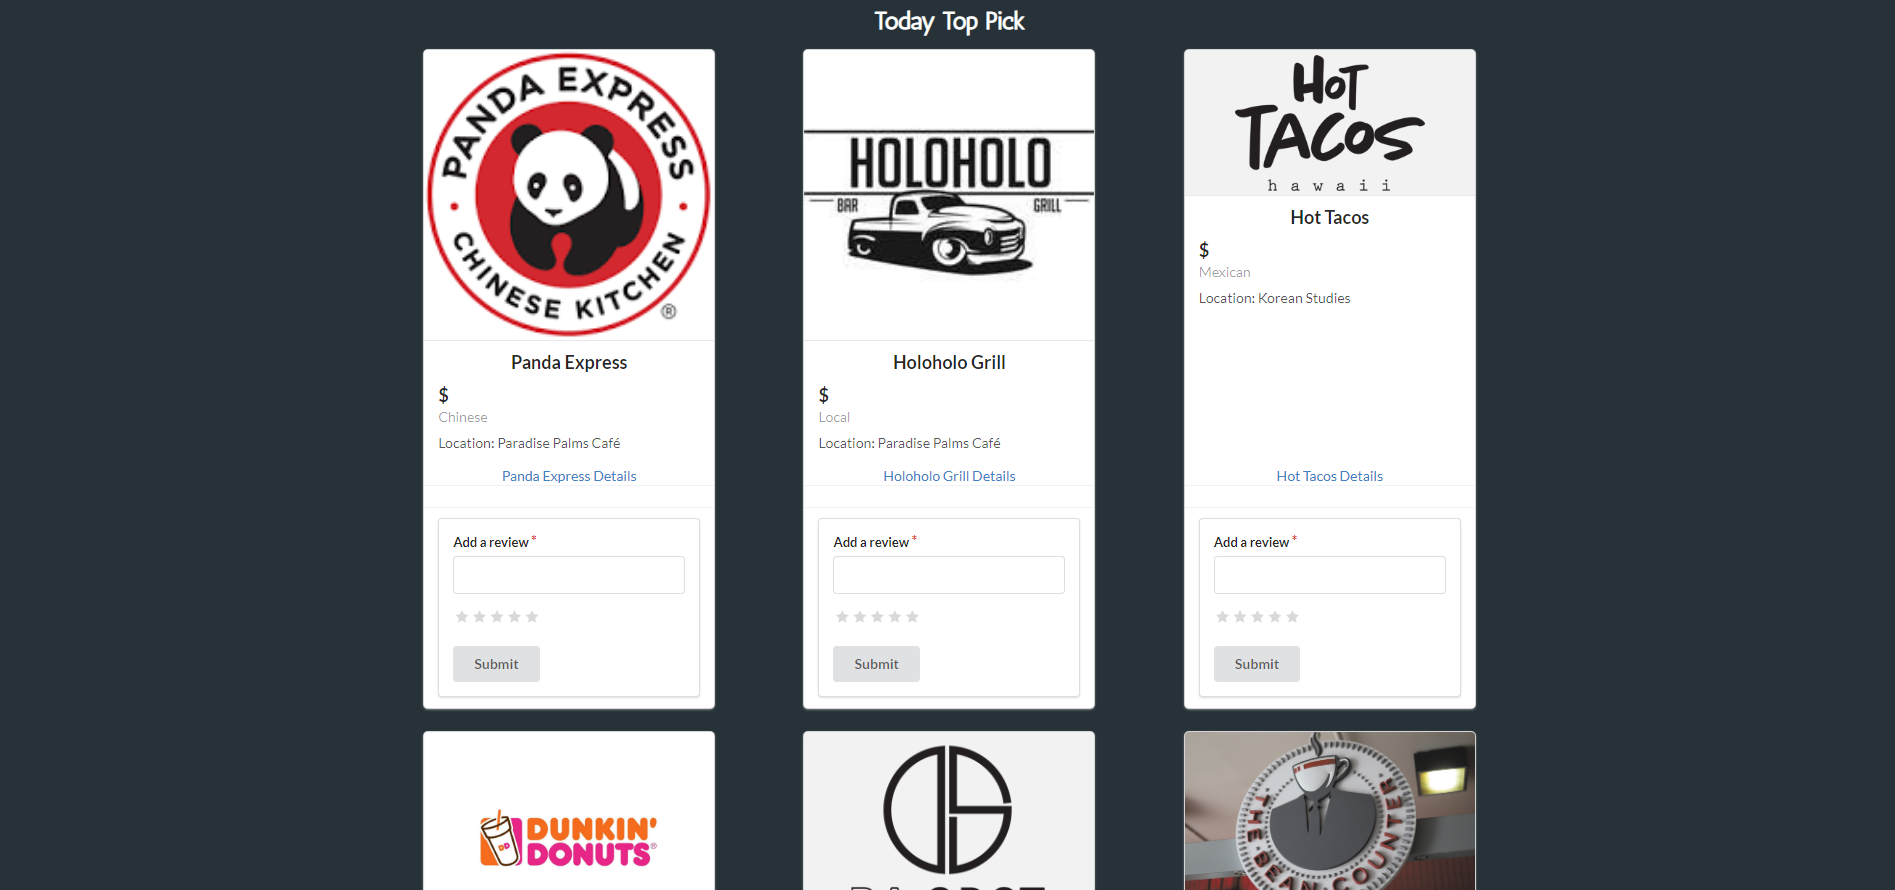 Today Top Pick
PANDA EXPRESS
CHINESE KITCHEN
®
Panda Express
$
Chinese
Location: Paradise Palms Café
Panda Express Details
Add a review *
Submit
HOLOHOLO
BAR GRILL
Holoholo Grill
$
Local
Location: Paradise Palms Café
Holoholo Grill Details
Add a review *
Submit
HOT
TACOS
hawaii
Hot Tacos
$
Mexican
Location: Korean Studies
Hot Tacos Details
Add a review *
Submit
DUNKIN'
DONUTS®
DD
THE BEAN COUNTER